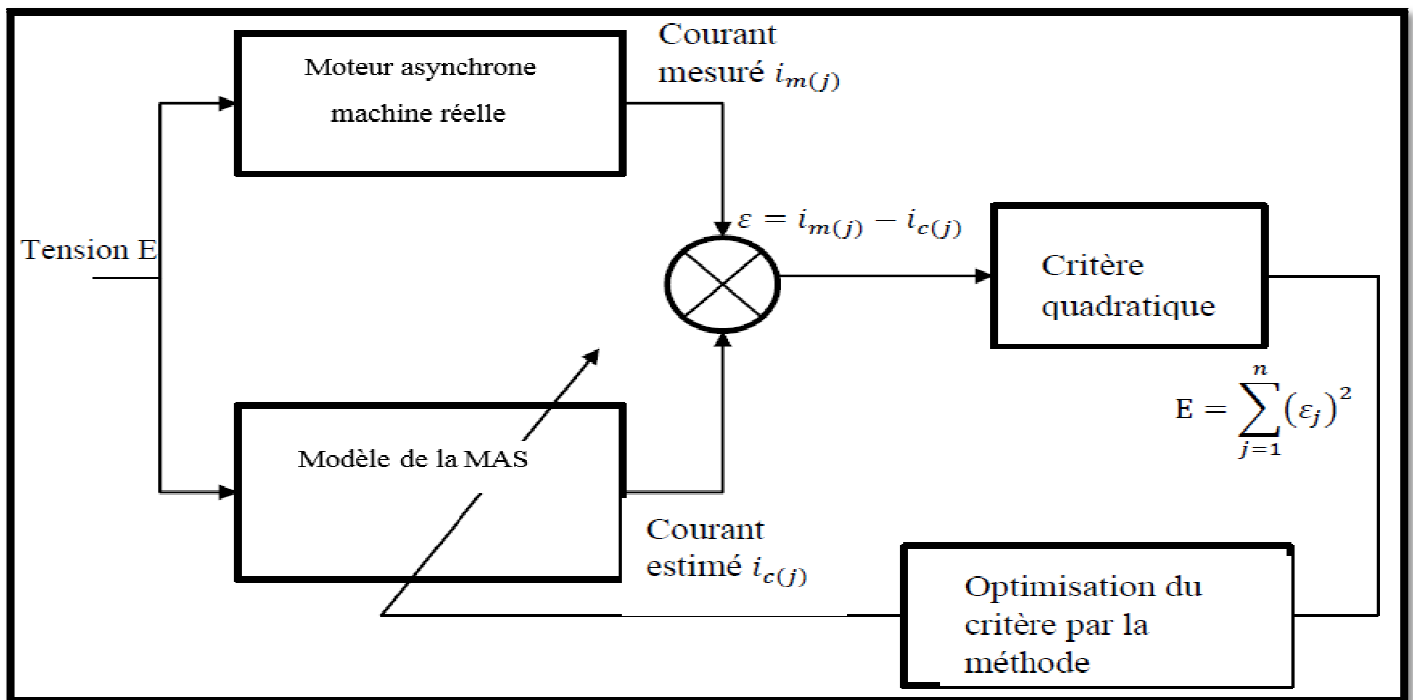 Courant
mesuré i_{m(j)}
Moteur asynchrone
machine réelle
ε = i_{m(j)} − i_{c(j)}
Tension E
Critère
quadratique
E = \sum_{j=1}^{n} (ε_j)^2
Modèle de la MAS
Courant
estimé i_{c(j)}
Optimisation du
critère par la
méthode